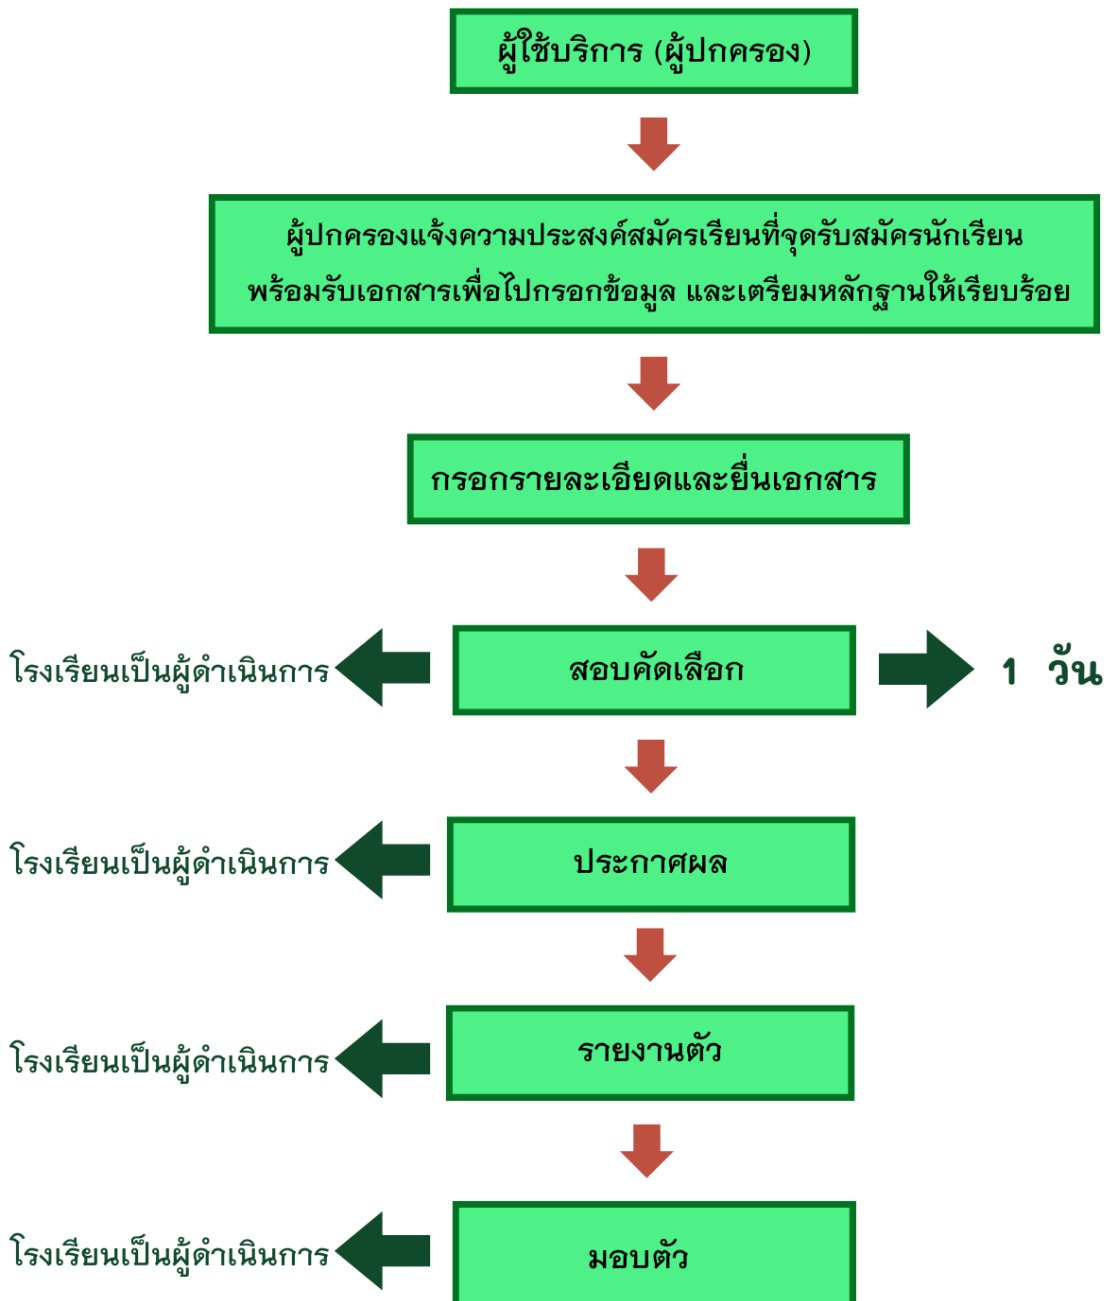 ผู้ใช้บริการ (ผู้ปกครอง)
ผู้ปกครองแจ้งความประสงค์สมัครเรียนที่จุดรับสมัครนักเรียน
พร้อมรับเอกสารเพื่อไปกรอกข้อมูล และเตรียมหลักฐานให้เรียบร้อย
กรอกรายละเอียดและยื่นเอกสาร
โรงเรียนเป็นผู้ดำเนินการ
สอบคัดเลือก
1 วัน
โรงเรียนเป็นผู้ดำเนินการ
ประกาศผล
โรงเรียนเป็นผู้ดำเนินการ
รายงานตัว
โรงเรียนเป็นผู้ดำเนินการ
มอบตัว